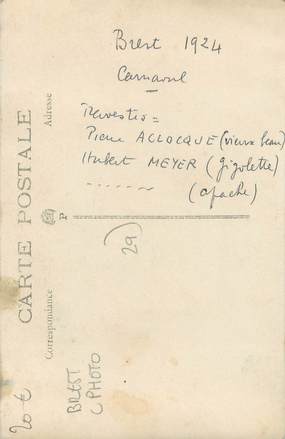 Brest 1924
Carnaval
Travestis =
Pierre ACLOCQUE (vieux beau)
Hubert MEYER (gigolette)
------ (apache)
29)
CARTE POSTALE
Adresse
Correspondance
BREST
C PHOTO
20 €